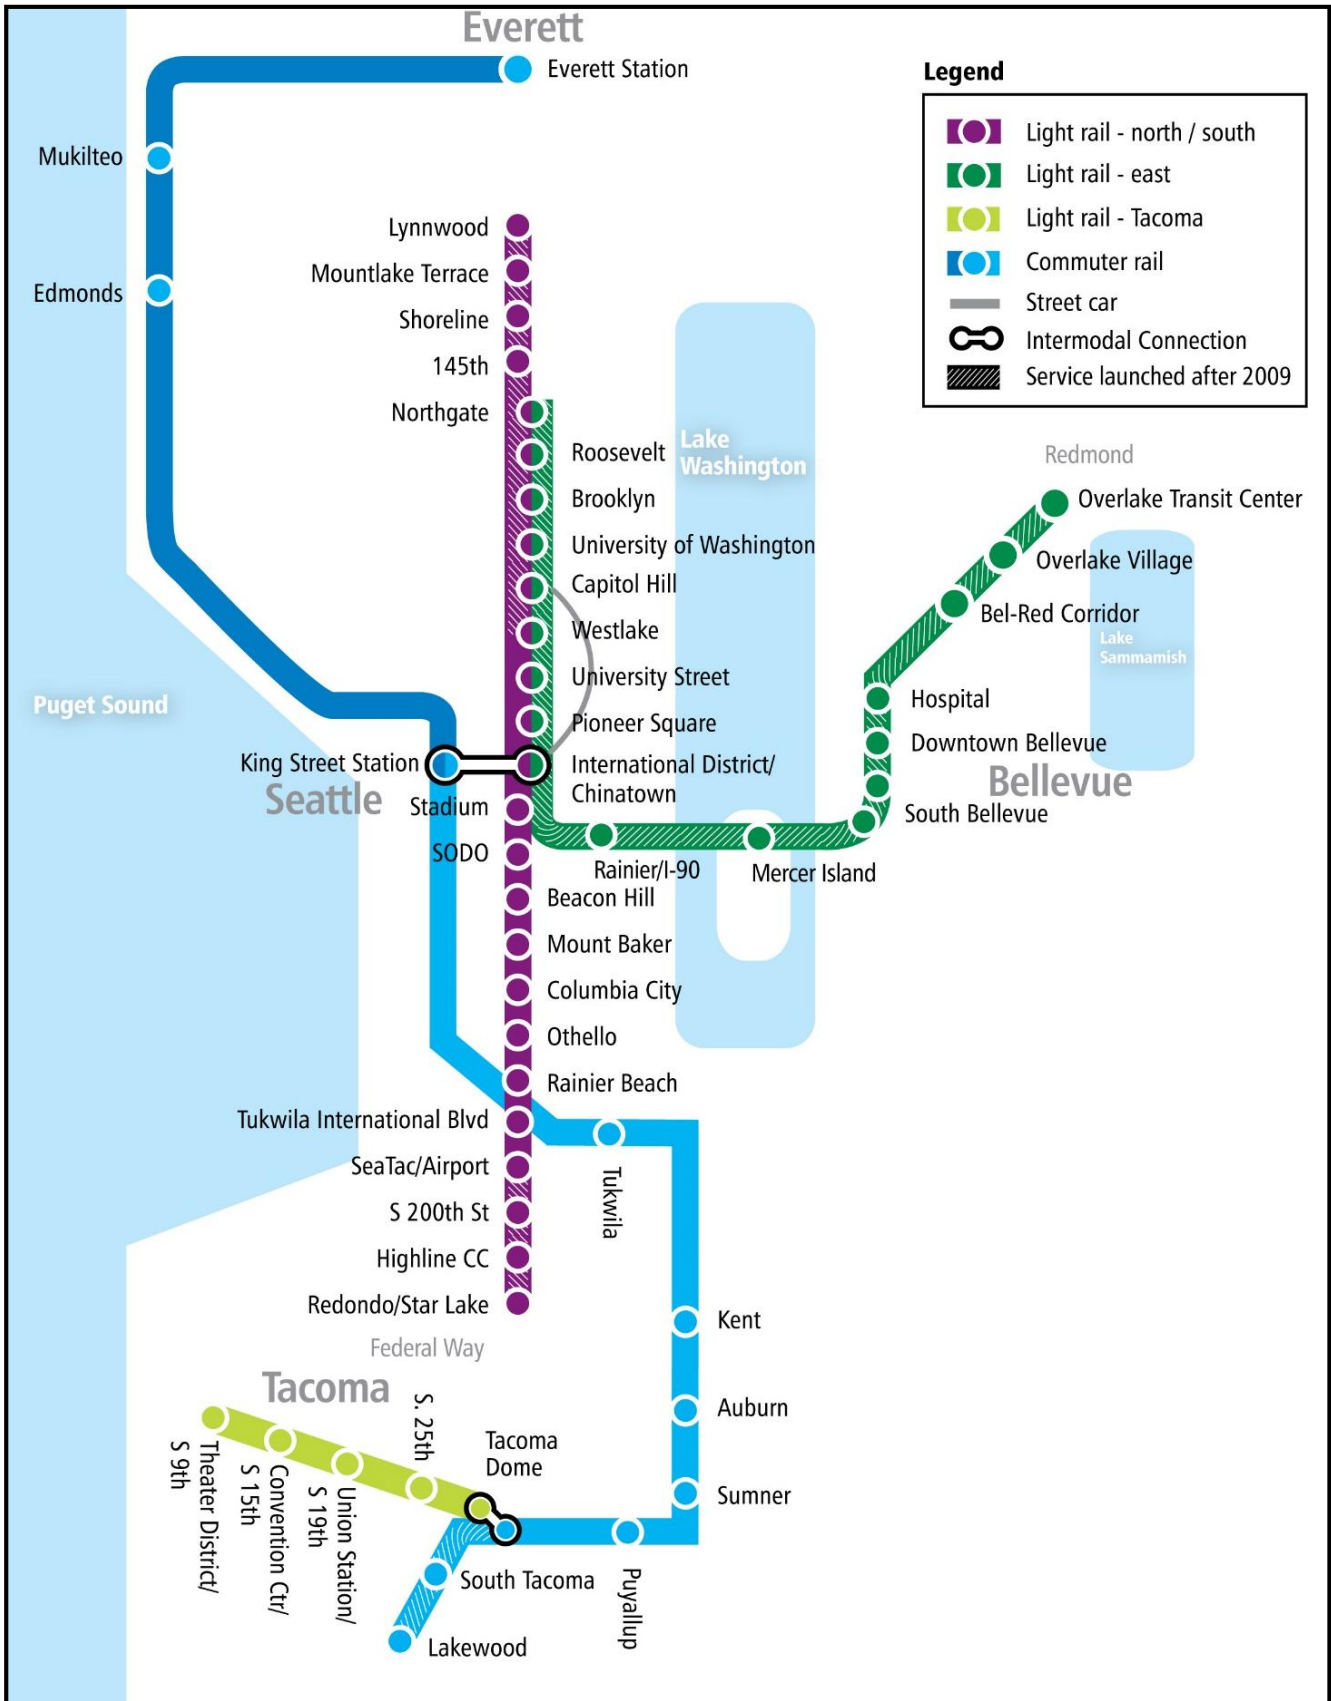 Everett
Everett Station
Legend
Light rail - north / south
Light rail - east
Light rail - Tacoma
Commuter rail
Street car
Intermodal Connection
Service launched after 2009
Mukilteo
Edmonds
Lynnwood
Mountlake Terrace
Shoreline
145th
Northgate
Roosevelt
Brooklyn
University of Washington
Capitol Hill
Westlake
University Street
Pioneer Square
International District/
Chinatown
Lake
Washington
Redmond
Overlake Transit Center
Overlake Village
Bel-Red Corridor
Lake
Sammamish
Hospital
Downtown Bellevue
Bellevue
South Bellevue
Puget Sound
King Street Station
Seattle
Stadium
SODO
Rainier/I-90
Mercer Island
Beacon Hill
Mount Baker
Columbia City
Othello
Rainier Beach
Tukwila International Blvd
SeaTac/Airport
S 200th St
Highline CC
Redondo/Star Lake
Federal Way
Tukwila
Kent
Auburn
Sumner
Tacoma
Theater District/
S 9th
Convention Ctr/
S 15th
Union Station/
S 19th
S. 25th
Tacoma
Dome
South Tacoma
Lakewood
Puyallup